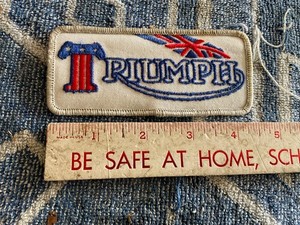 TRIUMPH
1 2 3 4 5
BE SAFE AT HOME, SCH